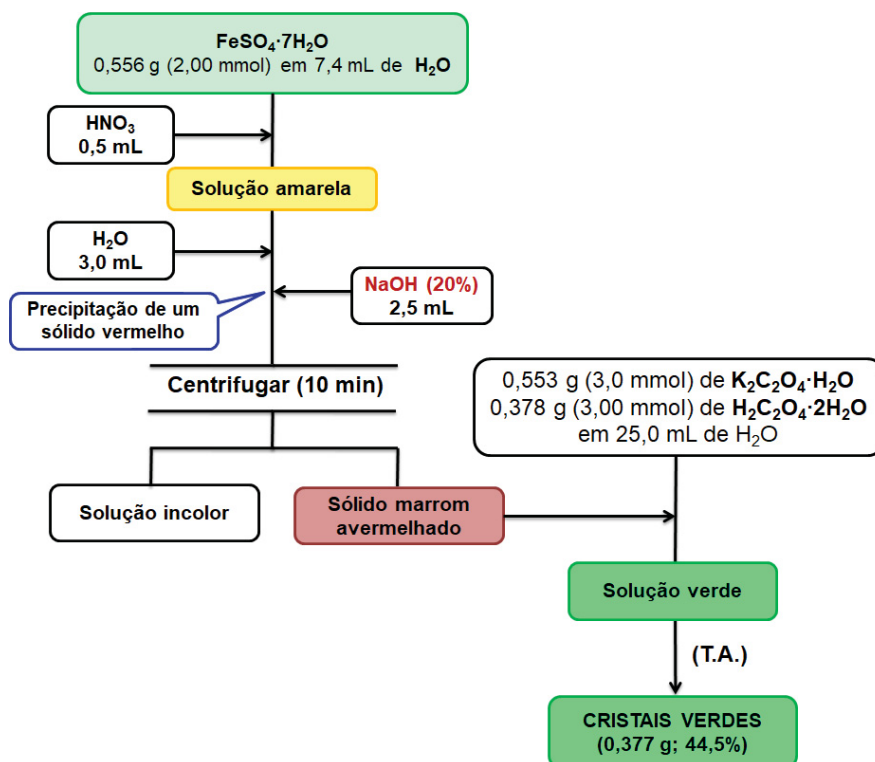 FeSO₄·7H₂O
0,556 g (2,00 mmol) em 7,4 mL de H₂O
HNO₃
0,5 mL
Solução amarela
H₂O
3,0 mL
NaOH (20%)
2,5 mL
Precipitação de um
sólido vermelho
Centrifugar (10 min)
0,553 g (3,0 mmol) de K₂C₂O₄·H₂O
0,378 g (3,00 mmol) de H₂C₂O₄·2H₂O
em 25,0 mL de H₂O
Solução incolor
Sólido marrom
avermelhado
Solução verde
(T.A.)
CRISTAIS VERDES
(0,377 g; 44,5%)